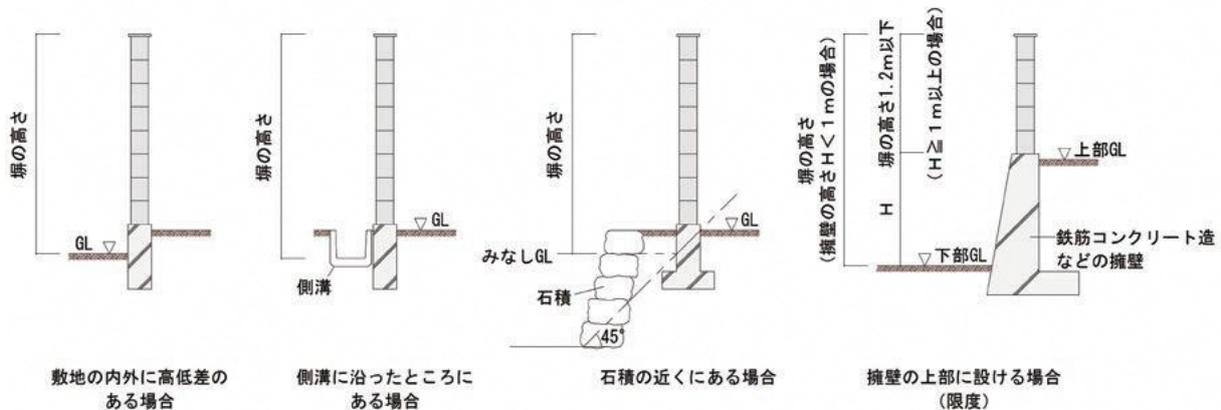 塀の高さ
GL
敷地の内外に高低差の
ある場合
塀の高さ
GL
側溝
側溝に沿ったところに
ある場合
塀の高さ
GL
みなしGL
石積
45°
石積の近くにある場合
塀の高さ
(擁壁の高さH<1mの場合)
塀の高さ1.2m以下
(H≧1m以上の場合)
H
上部GL
下部GL
鉄筋コンクリート造
などの擁壁
擁壁の上部に設ける場合
(限度)